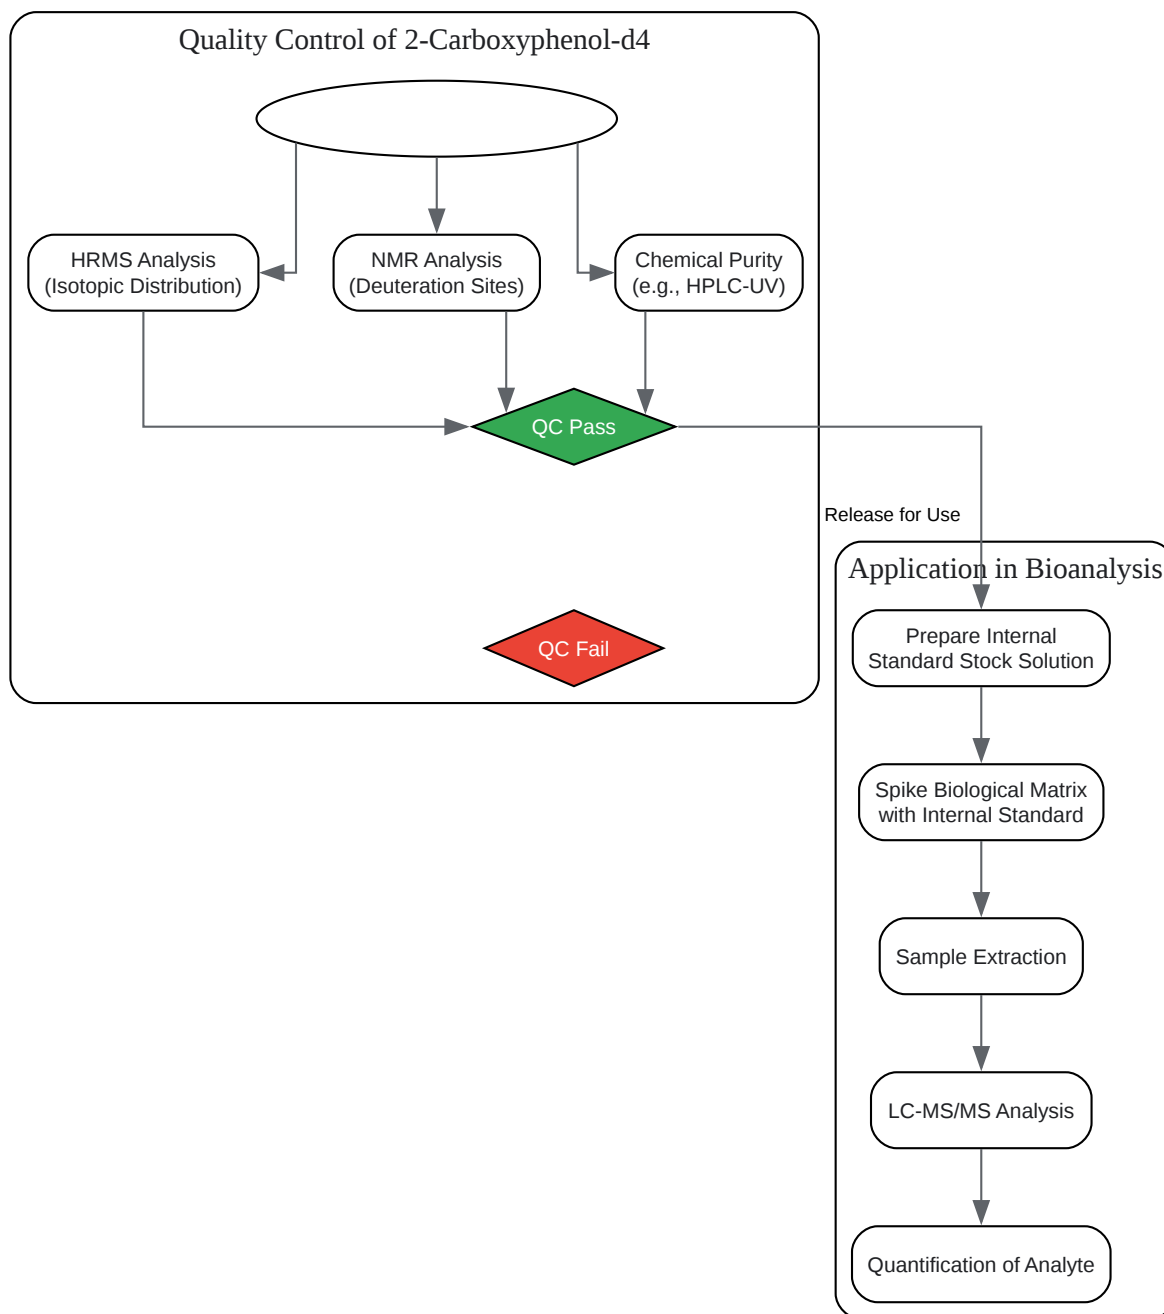 Quality Control of 2-Carboxyphenol-d4
HRMS Analysis
(Isotopic Distribution)
NMR Analysis
(Deuteration Sites)
Chemical Purity
(e.g., HPLC-UV)
QC Pass
Release for Use
QC Fail
Application in Bioanalysis
Prepare Internal
Standard Stock Solution
Spike Biological Matrix
with Internal Standard
Sample Extraction
LC-MS/MS Analysis
Quantification of Analyte